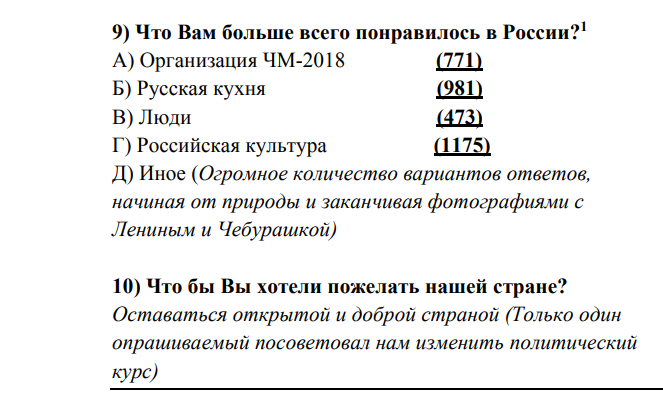 9) Что Вам больше всего понравилось в России?¹
А) Организация ЧМ-2018 (771)
Б) Русская кухня (981)
В) Люди (473)
Г) Российская культура (1175)
Д) Иное (Огромное количество вариантов ответов,
начиная от природы и заканчивая фотографиями с
Лениным и Чебурашкой)
10) Что бы Вы хотели пожелать нашей стране?
Оставаться открытой и доброй страной (Только один
опрашиваемый посоветовал нам изменить политический
курс)